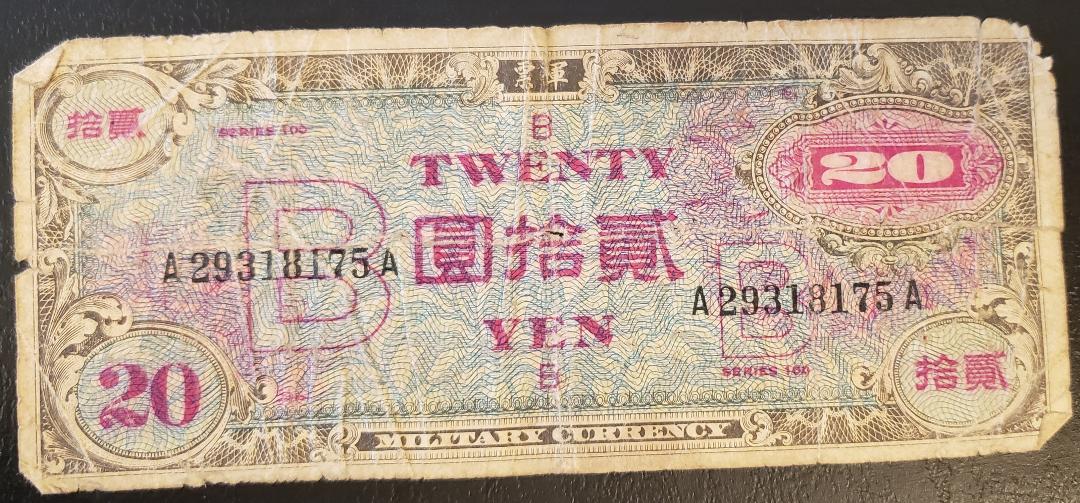 票軍
拾貳
SERIES 100
B
20
TWENTY
B
圓拾貳
A29318175A
B
A29318175A
YEN
SERIES 100
拾貳
20
B
MILITARY CURRENCY